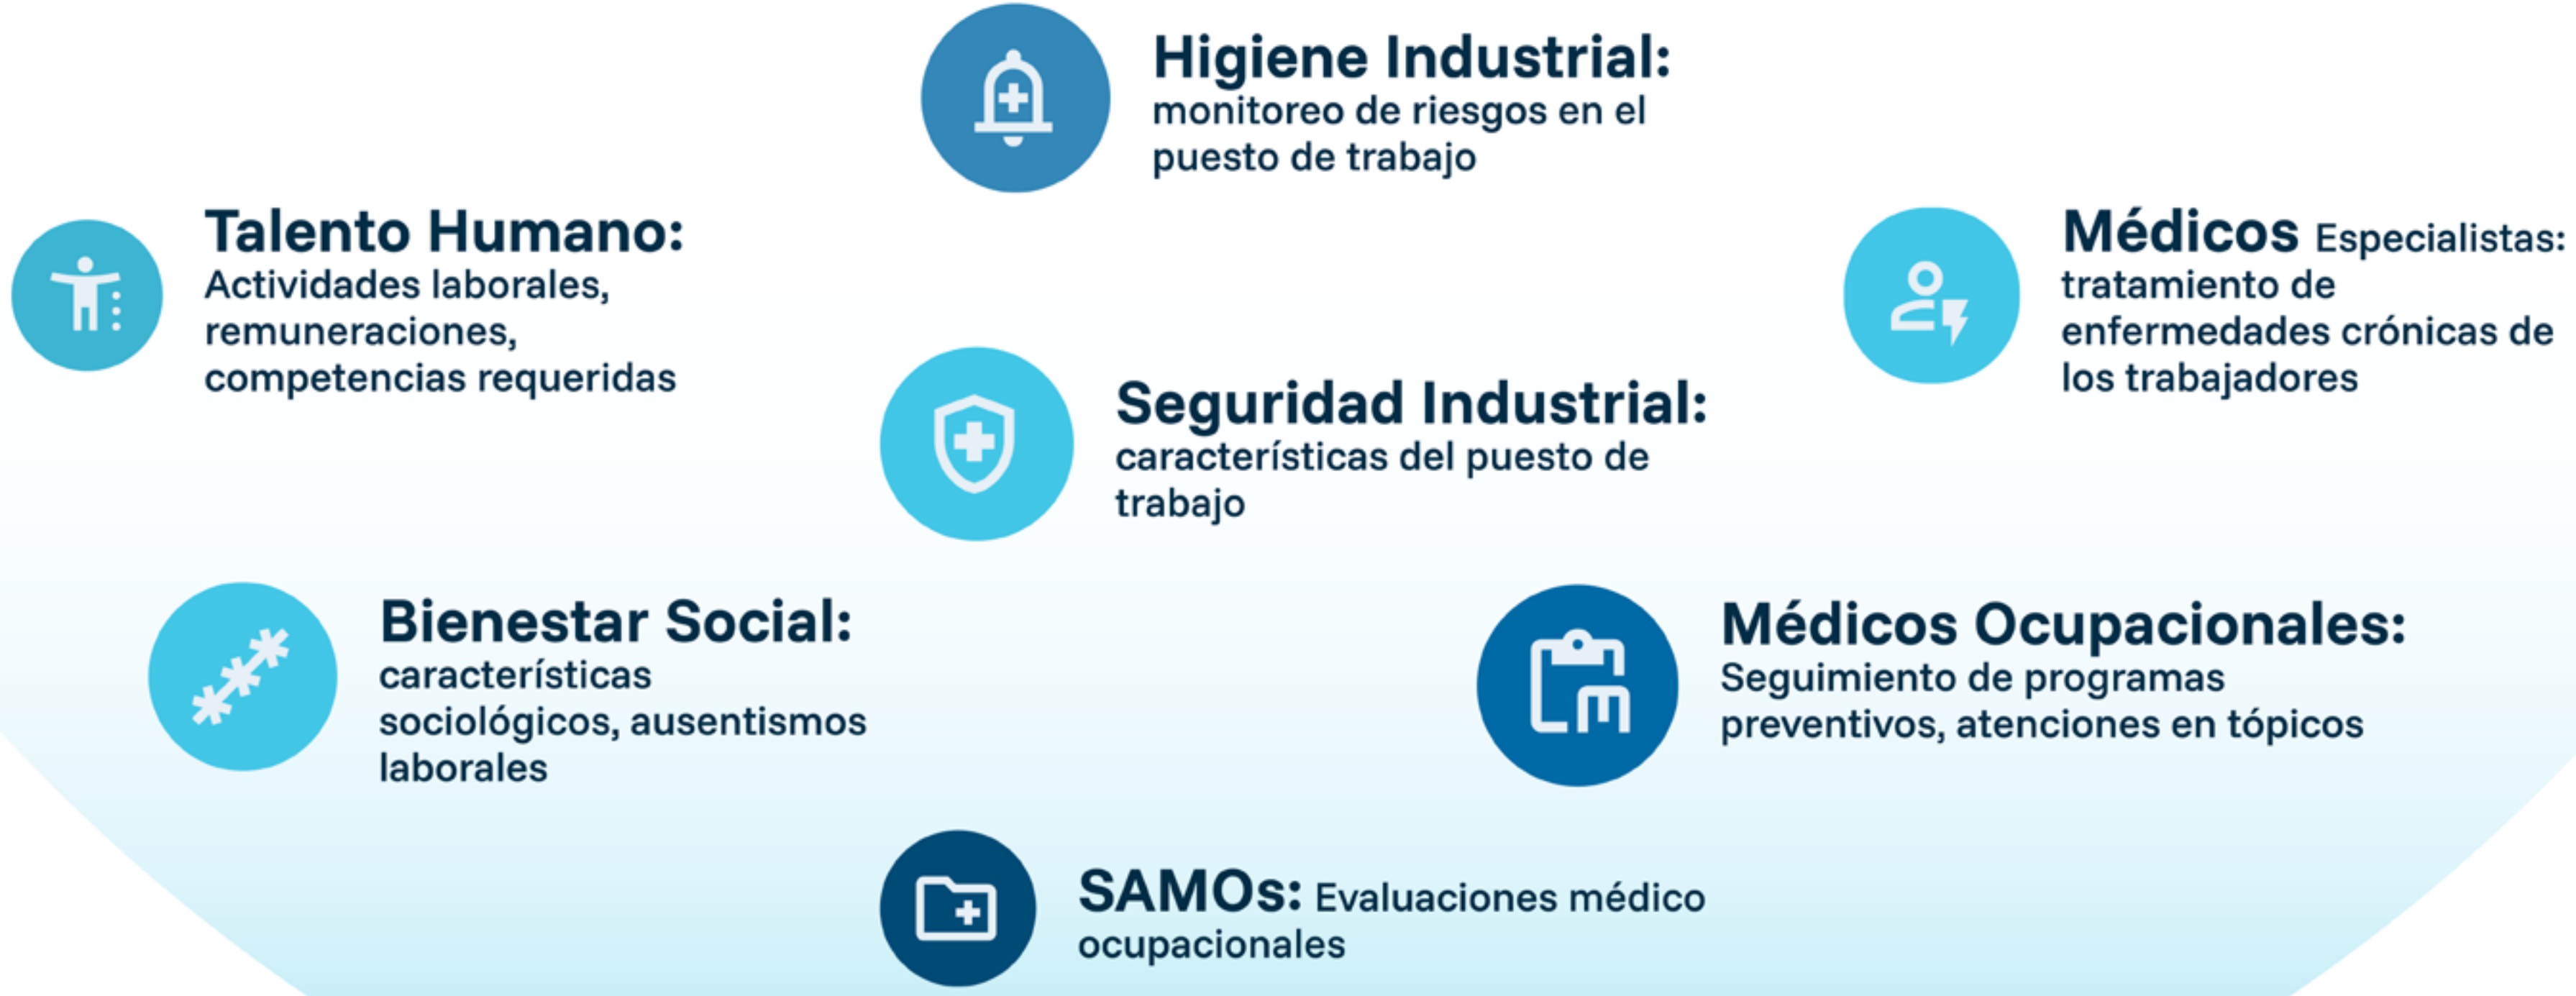 Higiene Industrial:
monitoreo de riesgos en el
puesto de trabajo
Talento Humano:
Actividades laborales,
remuneraciones,
competencias requeridas
Médicos Especialistas:
tratamiento de
enfermedades crónicas de
los trabajadores
Seguridad Industrial:
características del puesto de
trabajo
Bienestar Social:
características
sociológicos, ausentismos
laborales
Médicos Ocupacionales:
Seguimiento de programas
preventivos, atenciones en tópicos
SAMOs: Evaluaciones médico
ocupacionales